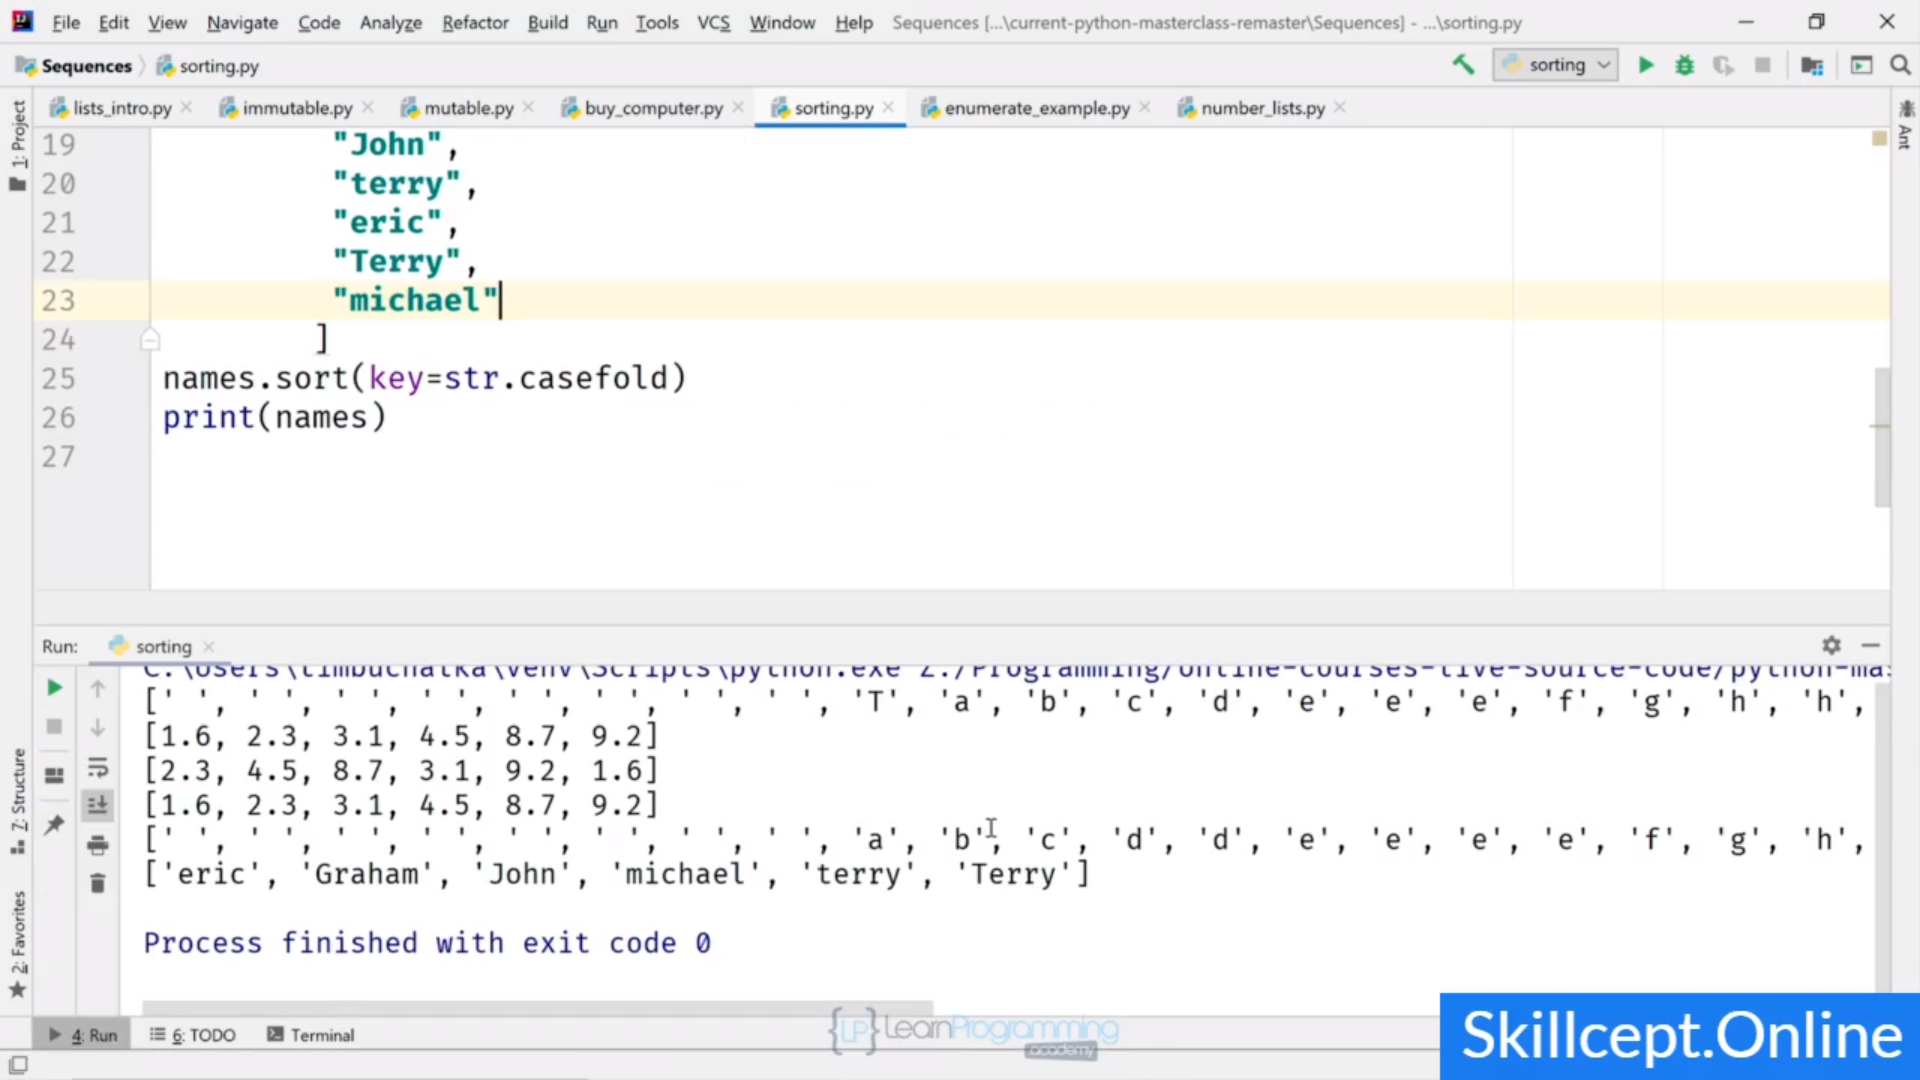 File Edit View Navigate Code Analyze Refactor Build Run Tools VCS Window Help Sequences [...\current-python-masterclass-remaster\Sequences] - ...\sorting.py
Sequences sorting.py sorting
lists_intro.py immutable.py mutable.py buy_computer.py sorting.py enumerate_example.py number_lists.py
1: Project
Ant
19 "John",
20 "terry",
21 "eric",
22 "Terry",
23 "michael"
24 ]
25 names.sort(key=str.casefold)
26 print(names)
27
Run: sorting
C:\Users\timbuchalka\venv\Scripts\python.exe Z:/Programming/online-courses-live-source-code/python-mas
[' ', ' ', ' ', ' ', ' ', ' ', ' ', ' ', 'T', 'a', 'b', 'c', 'd', 'e', 'e', 'e', 'f', 'g', 'h', 'h',
[1.6, 2.3, 3.1, 4.5, 8.7, 9.2]
[2.3, 4.5, 8.7, 3.1, 9.2, 1.6]
[1.6, 2.3, 3.1, 4.5, 8.7, 9.2]
[' ', ' ', ' ', ' ', ' ', ' ', ' ', ' ', 'a', 'b', 'c', 'd', 'd', 'e', 'e', 'e', 'e', 'f', 'g', 'h',
['eric', 'Graham', 'John', 'michael', 'terry', 'Terry']
Process finished with exit code 0
7: Structure
2: Favorites
4: Run 6: TODO Terminal
{LP} LearnProgramming
academy
Skillcept.Online